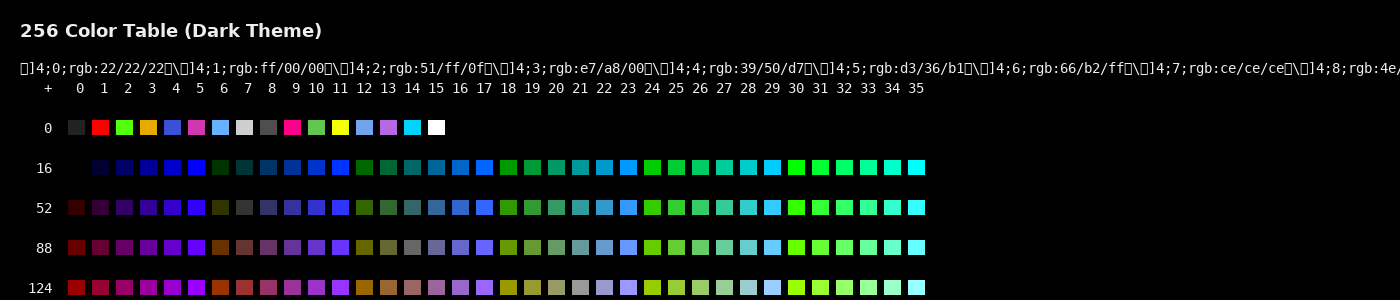 256 Color Table (Dark Theme)
▯]4;0;rgb:22/22/22▯\▯]4;1;rgb:ff/00/00▯\▯]4;2;rgb:51/ff/0f▯\▯]4;3;rgb:e7/a8/00▯\▯]4;4;rgb:39/50/d7▯\▯]4;5;rgb:d3/36/b1▯\▯]4;6;rgb:66/b2/ff▯\▯]4;7;rgb:ce/ce/ce▯\▯]4;8;rgb:4e/
+ 0 1 2 3 4 5 6 7 8 9 10 11 12 13 14 15 16 17 18 19 20 21 22 23 24 25 26 27 28 29 30 31 32 33 34 35
0
16
52
88
124